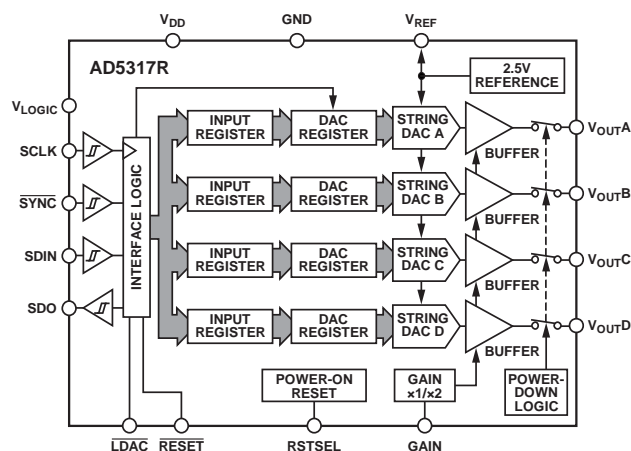 VDD
GND
VREF
AD5317R
2.5V
REFERENCE
VLOGIC
SCLK
SYNC
SDIN
SDO
INTERFACE LOGIC
INPUT
REGISTER
DAC
REGISTER
STRING
DAC A
BUFFER
VOUTA
INPUT
REGISTER
DAC
REGISTER
STRING
DAC B
BUFFER
VOUTB
INPUT
REGISTER
DAC
REGISTER
STRING
DAC C
BUFFER
VOUTC
INPUT
REGISTER
DAC
REGISTER
STRING
DAC D
BUFFER
VOUTD
POWER-ON
RESET
GAIN
×1/×2
POWER-
DOWN
LOGIC
LDAC
RESET
RSTSEL
GAIN